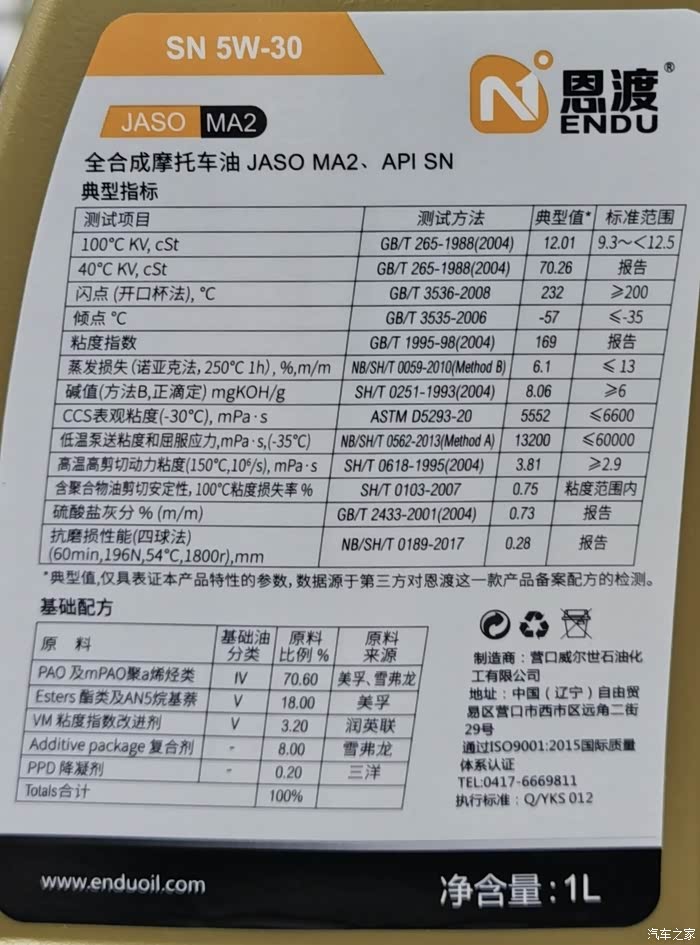 SN 5W-30
恩渡®
ENDU
JASO MA2
全合成摩托车油 JASO MA2、API SN
典型指标
测试项目 测试方法 典型值* 标准范围
100℃ KV, cSt GB/T 265-1988(2004) 12.01 9.3～<12.5
40℃ KV, cSt GB/T 265-1988(2004) 70.26 报告
闪点 (开口杯法), ℃ GB/T 3536-2008 232 ≥200
倾点 ℃ GB/T 3535-2006 -57 ≤-35
粘度指数 GB/T 1995-98(2004) 169 报告
蒸发损失 (诺亚克法, 250℃ 1h) , %,m/m NB/SH/T 0059-2010(Method B) 6.1 ≤ 13
碱值(方法B,正滴定) mgKOH/g SH/T 0251-1993(2004) 8.06 ≥6
CCS表观粘度(-30℃), mPa·s ASTM D5293-20 5552 ≤6600
低温泵送粘度和屈服应力,mPa·s,(-35℃) NB/SH/T 0562-2013(Method A) 13200 ≤60000
高温高剪切动力粘度(150℃,10⁶/s), mPa·s SH/T 0618-1995(2004) 3.81 ≥2.9
含聚合物油剪切安定性, 100℃粘度损失率 % SH/T 0103-2007 0.75 粘度范围内
硫酸盐灰分 % (m/m) GB/T 2433-2001(2004) 0.73 报告
抗磨损性能(四球法)
(60min,196N,54℃,1800r),mm NB/SH/T 0189-2017 0.28 报告
*典型值,仅具表证本产品特性的参数, 数据源于第三方对恩渡这一款产品备案配方的检测。
基础配方
原 料 基础油分类 原料比例 % 原料来源
PAO 及mPAO聚a烯烃类 IV 70.60 美孚、雪弗龙
Esters 酯类及AN5烷基萘 V 18.00 美孚
VM 粘度指数改进剂 V 3.20 润英联
Additive package 复合剂 - 8.00 雪弗龙
PPD 降凝剂 - 0.20 三洋
Totals合计 100%
制造商：营口威尔世石油化
工有限公司
地址：中国（辽宁）自由贸
易区营口市西市区远角二街
29号
通过ISO9001:2015国际质量
体系认证
TEL:0417-6669811
执行标准：Q/YKS 012
www.enduoil.com
净含量：1L
汽车之家